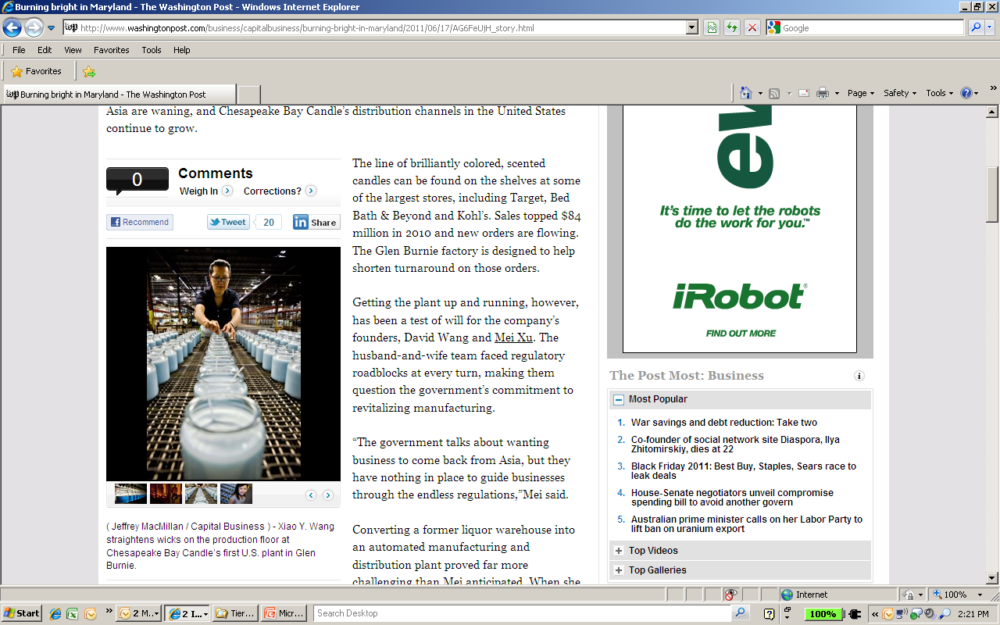 Burning bright in Maryland - The Washington Post - Windows Internet Explorer
http://www.washingtonpost.com/business/capitalbusiness/burning-bright-in-maryland/2011/06/17/AG6FeUjH_story.html
Google
File Edit View Favorites Tools Help
Favorites
Burning bright in Maryland - The Washington Post
Page Safety Tools
Asia are waning, and Chesapeake Bay Candle's distribution channels in the United States
continue to grow.
0
Comments
Weigh In Corrections?
Recommend
Tweet 20
Share
( Jeffrey MacMillan / Capital Business ) - Xiao Y. Wang
straightens wicks on the production floor at
Chesapeake Bay Candle's first U.S. plant in Glen
Burnie.
The line of brilliantly colored, scented
candles can be found on the shelves at some
of the largest stores, including Target, Bed
Bath & Beyond and Kohl's. Sales topped $84
million in 2010 and new orders are flowing.
The Glen Burnie factory is designed to help
shorten turnaround on those orders.
Getting the plant up and running, however,
has been a test of will for the company's
founders, David Wang and Mei Xu. The
husband-and-wife team faced regulatory
roadblocks at every turn, making them
question the government's commitment to
revitalizing manufacturing.
“The government talks about wanting
business to come back from Asia, but they
have nothing in place to guide businesses
through the endless regulations,”Mei said.
Converting a former liquor warehouse into
an automated manufacturing and
distribution plant proved far more
challenging than Mei anticipated. When she
It's time to let the robots
do the work for you.™
iRobot®
FIND OUT MORE
The Post Most: Business
Most Popular
1. War savings and debt reduction: Take two
2. Co-founder of social network site Diaspora, Ilya
Zhitomirskiy, dies at 22
3. Black Friday 2011: Best Buy, Staples, Sears race to
leak deals
4. House-Senate negotiators unveil compromise
spending bill to avoid another govern
5. Australian prime minister calls on her Labor Party to
lift ban on uranium export
Top Videos
Top Galleries
Internet
100%
Start
2 M...
2 I...
Tier...
Micr...
Search Desktop
100%
2:21 PM